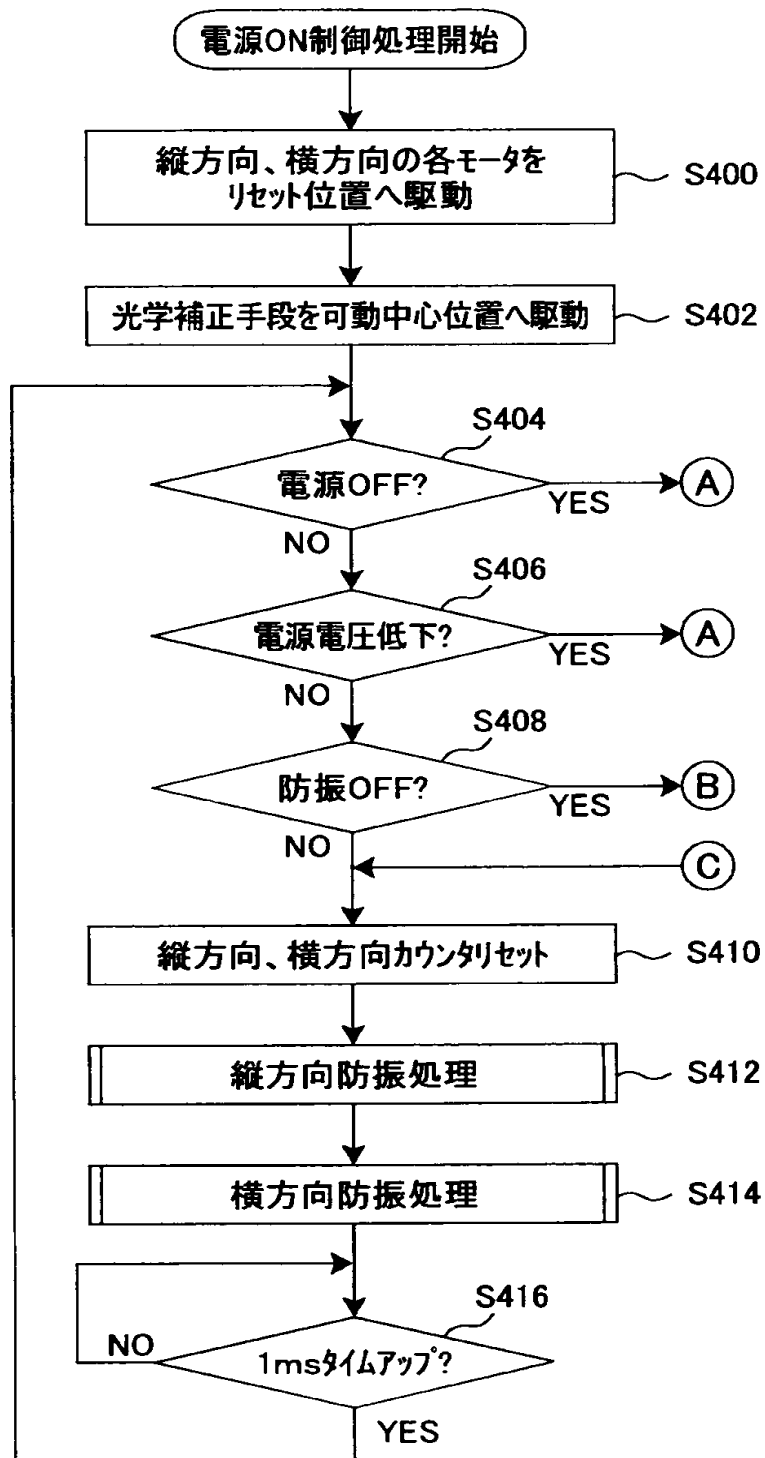 電源ON制御処理開始
縦方向、横方向の各モータを
リセット位置へ駆動
S400
光学補正手段を可動中心位置へ駆動
S402
S404
電源OFF?
YES
A
NO
S406
電源電圧低下?
YES
A
NO
S408
防振OFF?
YES
B
NO
C
縦方向、横方向カウンタリセット
S410
縦方向防振処理
S412
横方向防振処理
S414
S416
NO
1msタイムアップ?
YES